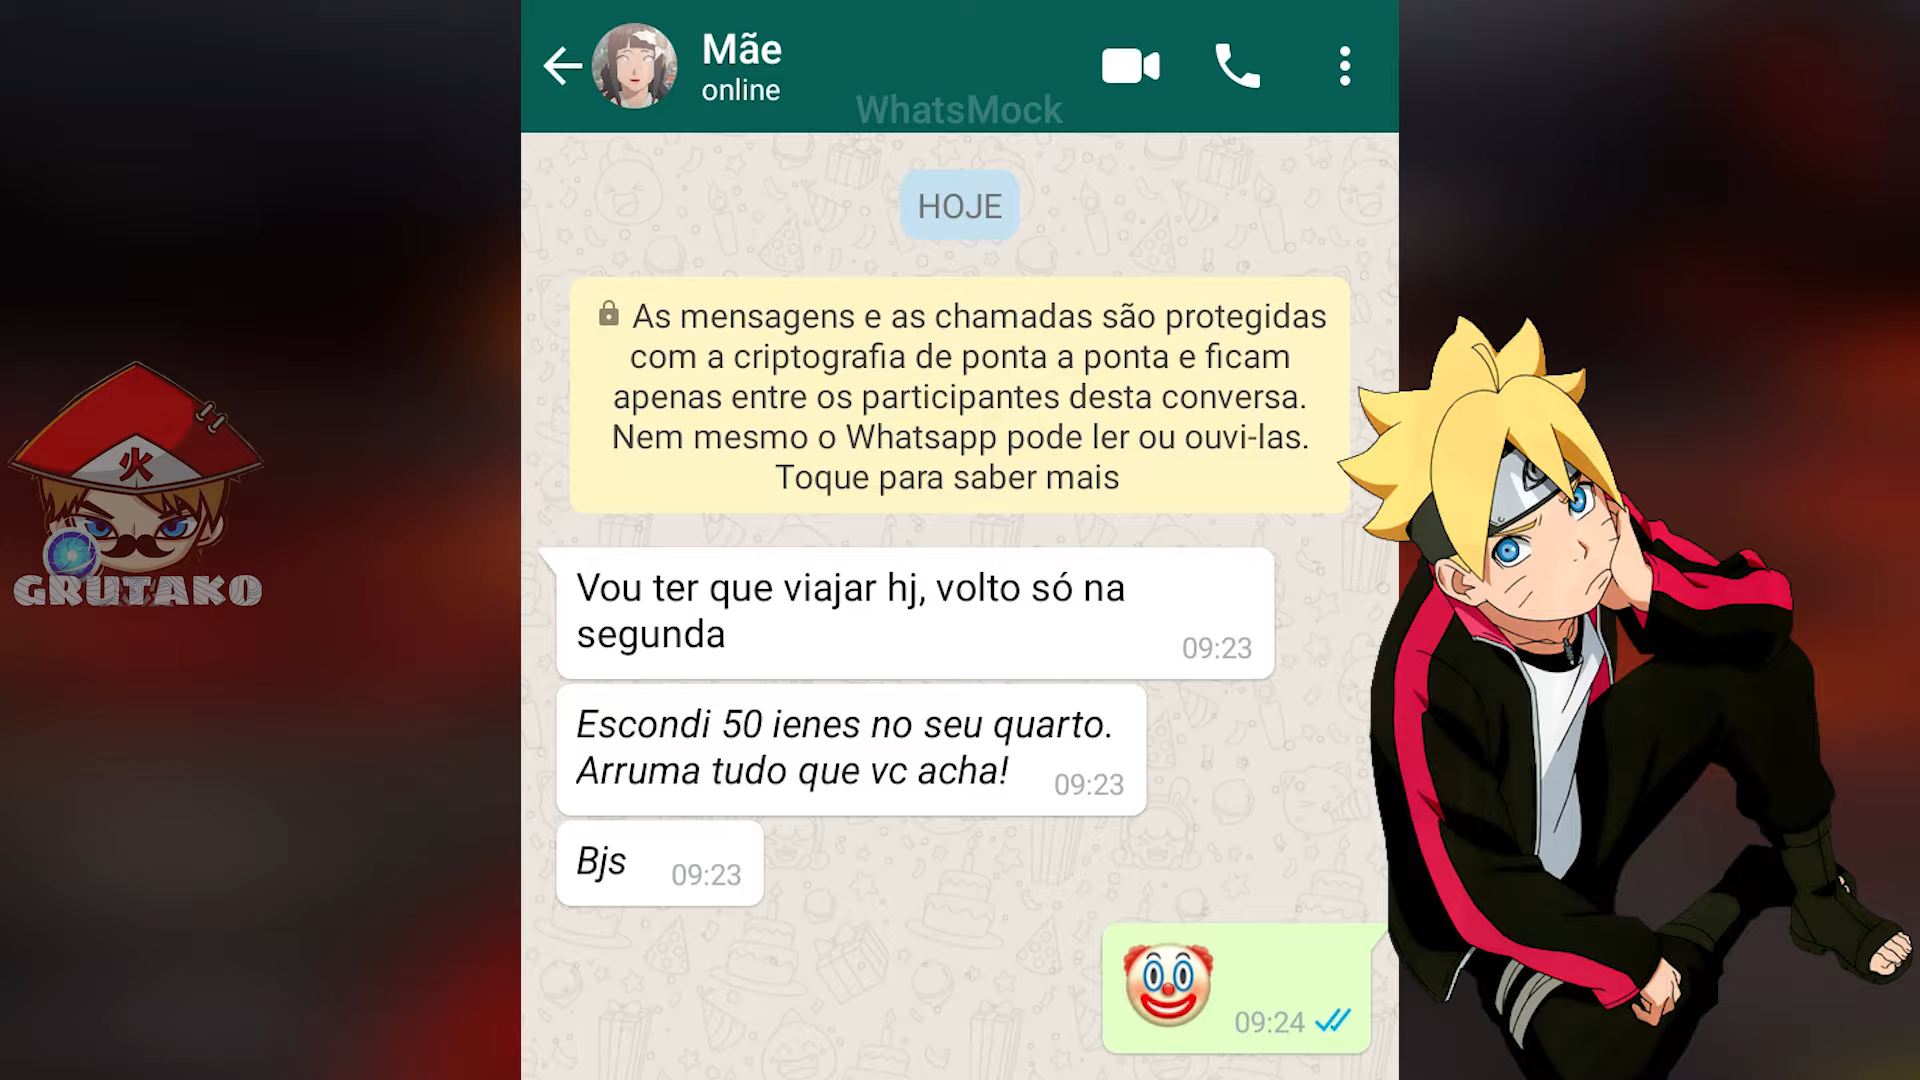 Mãe
online
WhatsMock
HOJE
As mensagens e as chamadas são protegidas
com a criptografia de ponta a ponta e ficam
apenas entre os participantes desta conversa.
Nem mesmo o Whatsapp pode ler ou ouvi-las.
Toque para saber mais
Vou ter que viajar hj, volto só na
segunda
09:23
Escondi 50 ienes no seu quarto.
Arruma tudo que vc acha!
09:23
Bjs
09:23
09:24
火
GRUTAKO